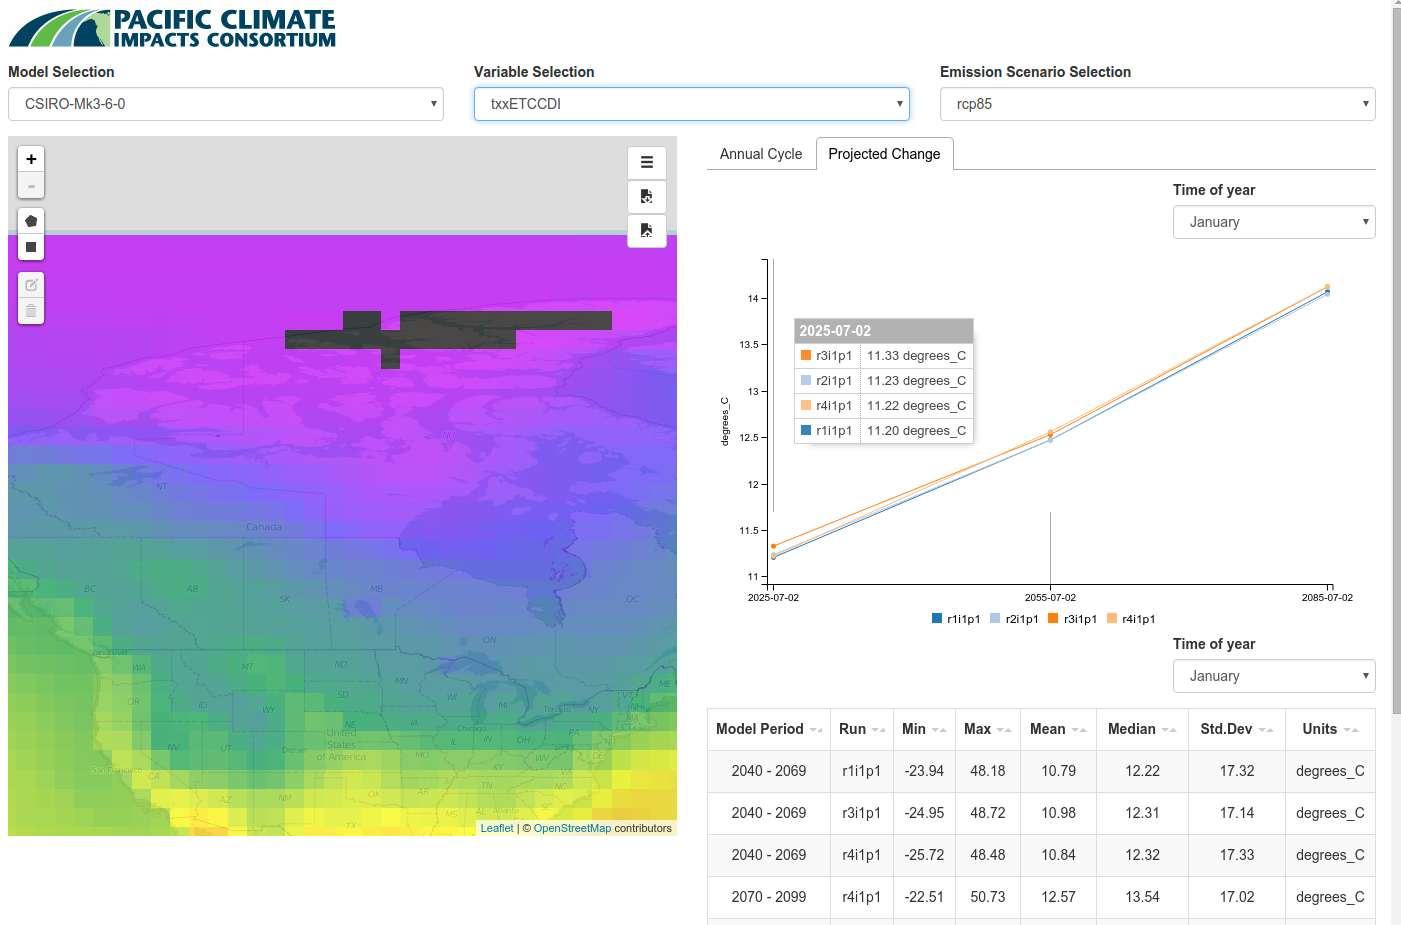 PACIFIC CLIMATE
IMPACTS CONSORTIUM
Model Selection
CSIRO-Mk3-6-0
Variable Selection
txxETCCDI
Emission Scenario Selection
rcp85
+
-
NU
NT
Canada
BC
AB
SK
MB
QC
ON
Vancouver
WA
MT
ND
MN
OR
ID
WY
SD
WI
MI
Toronto
NY
VT
NH
MA
ME
NE
IA
Chicago
IL
IN
OH
PA
NV
UT
Denver
United
States
of America
MO
KY
WV
VA
DE
San Francisco
CA
AZ
NM
OK
AR
TN
NC
MS
AL
Atlanta
SC
TX
Leaflet | © OpenStreetMap contributors
Annual Cycle
Projected Change
Time of year
January
degrees_C
14
13.5
13
12.5
12
11.5
11
2025-07-02
r3i1p1 11.33 degrees_C
r2i1p1 11.23 degrees_C
r4i1p1 11.22 degrees_C
r1i1p1 11.20 degrees_C
2025-07-02 2055-07-02 2085-07-02
r1i1p1 r2i1p1 r3i1p1 r4i1p1
Time of year
January
Model Period Run Min Max Mean Median Std.Dev Units
2040 - 2069 r1i1p1 -23.94 48.18 10.79 12.22 17.32 degrees_C
2040 - 2069 r3i1p1 -24.95 48.72 10.98 12.31 17.14 degrees_C
2040 - 2069 r4i1p1 -25.72 48.48 10.84 12.32 17.33 degrees_C
2070 - 2099 r4i1p1 -22.51 50.73 12.57 13.54 17.02 degrees_C